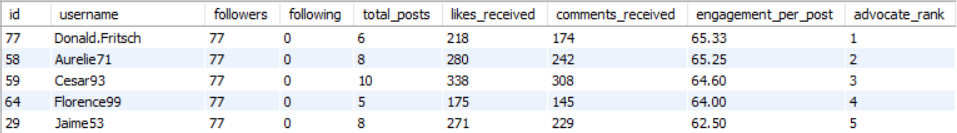 id username followers following total_posts likes_received comments_received engagement_per_post advocate_rank
77 Donald.Fritsch 77 0 6 218 174 65.33 1
58 Aurelie71 77 0 8 280 242 65.25 2
59 Cesar93 77 0 10 338 308 64.60 3
64 Florence99 77 0 5 175 145 64.00 4
29 Jaime53 77 0 8 271 229 62.50 5